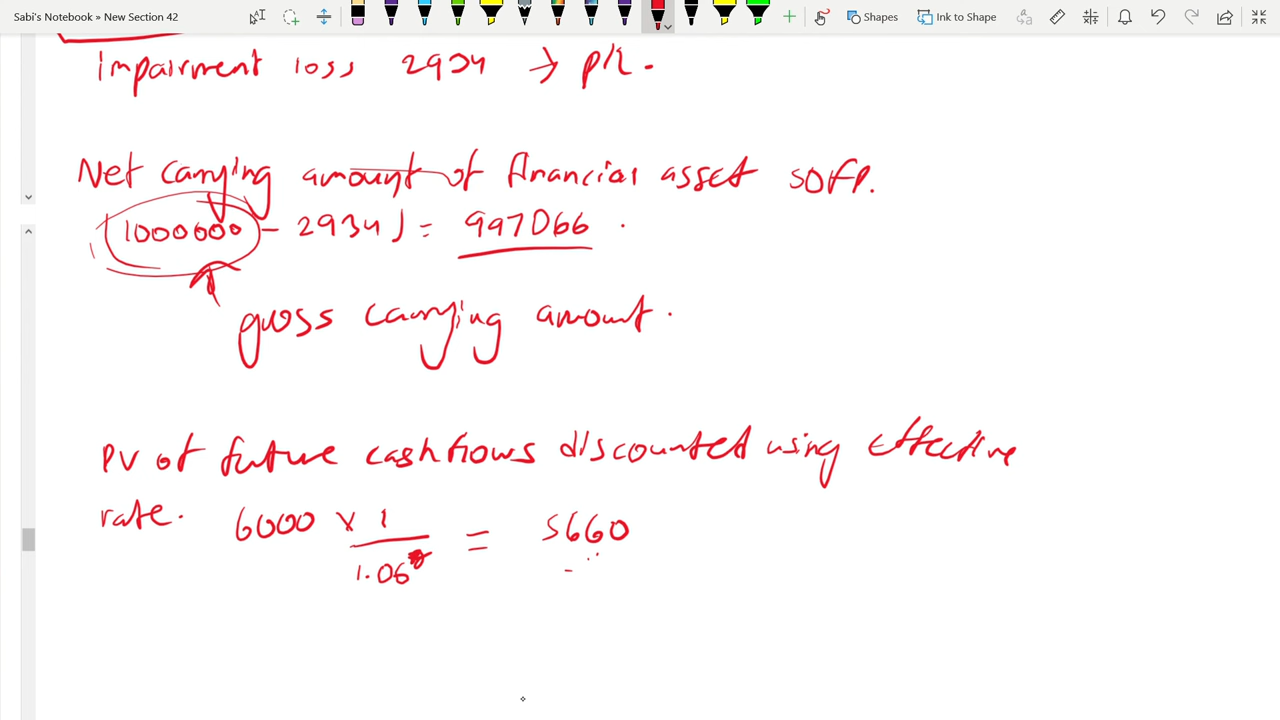 Sabi's Notebook » New Section 42
Shapes
Ink to Shape
Impairment loss 2934 → P/L.
Net carrying amount of financial asset SOFP.
1000000 - 2934) = 997066.
gross carrying amount.
PV of future cashflows discounted using effective
rate. 6000 x 1 = 5660
1.06